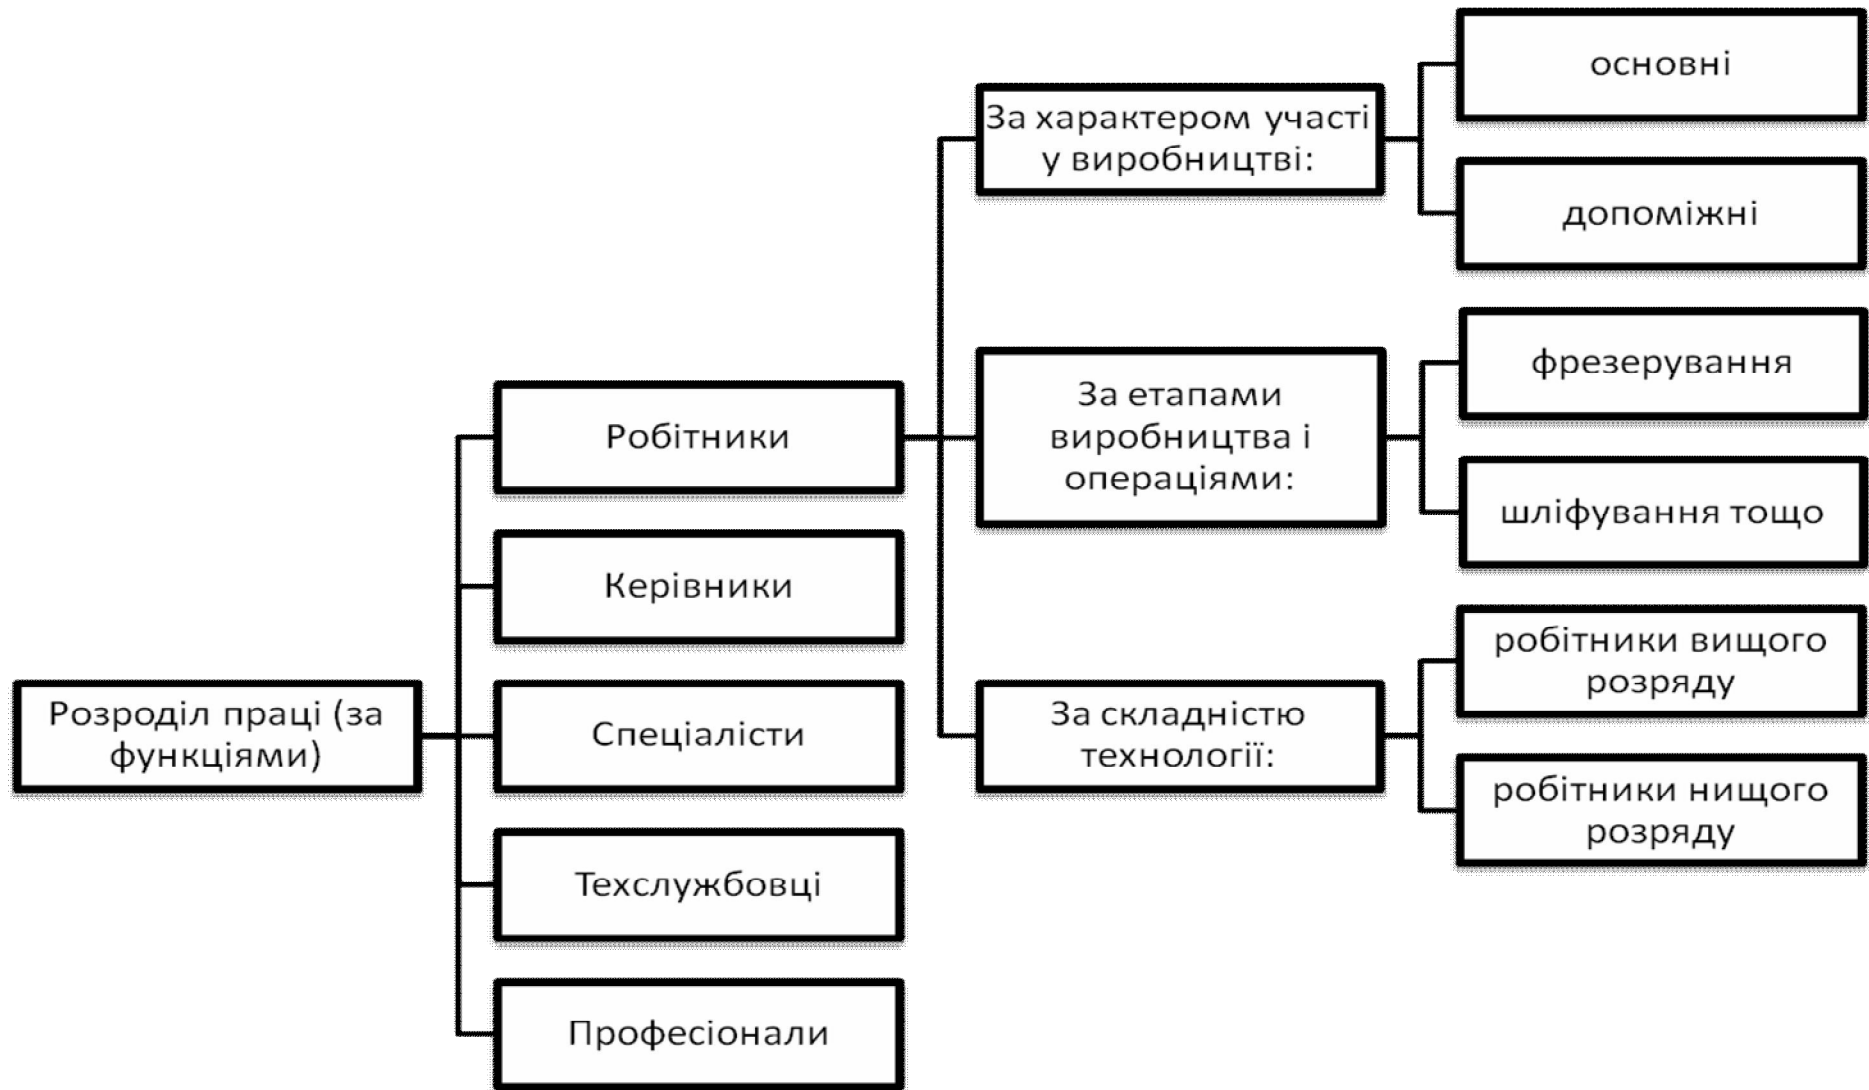 Розроділ праці (за
функціями)
Робітники
Керівники
Спеціалісти
Техслужбовці
Професіонали
За характером участі
у виробництві:
основні
допоміжні
За етапами
виробництва і
операціями:
фрезерування
шліфування тощо
За складністю
технології:
робітники вищого
розряду
робітники нищого
розряду